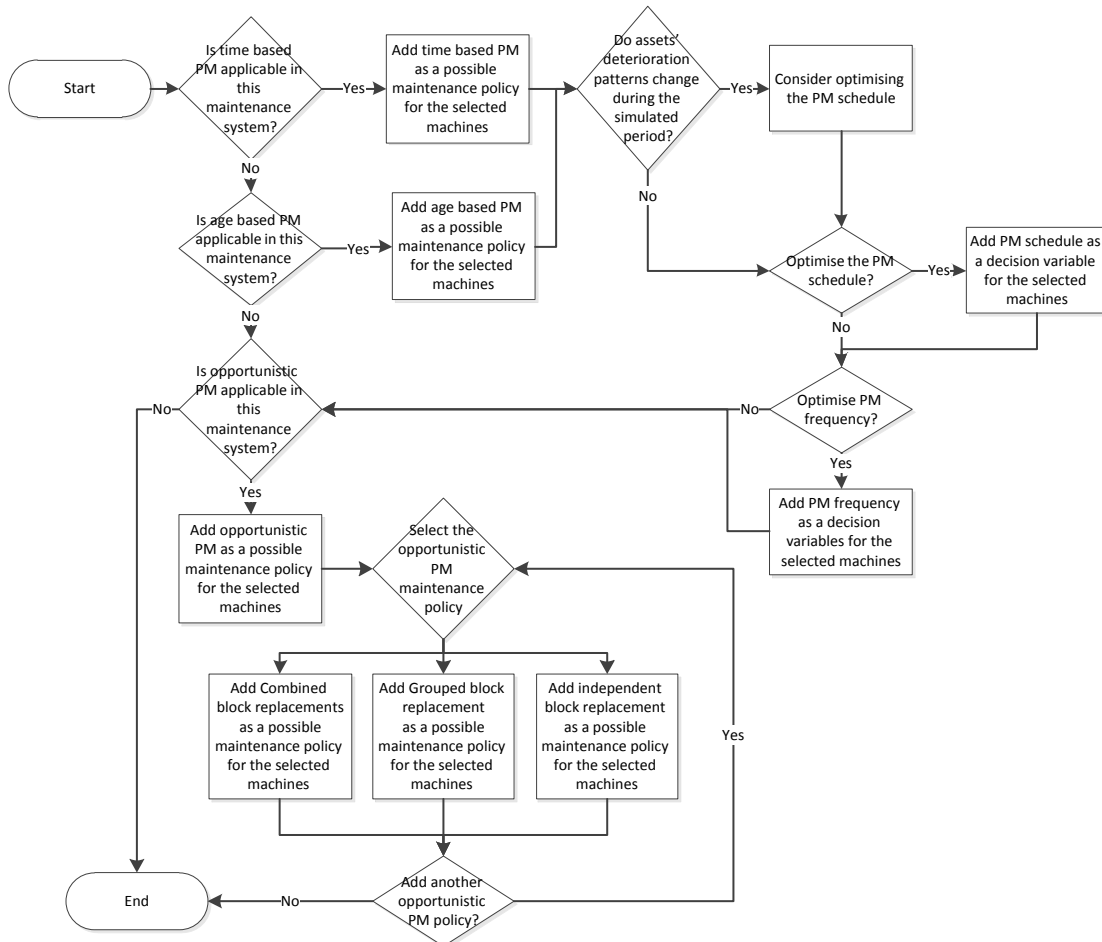 Start
Is time based
PM applicable in
this
maintenance
system?
Yes
Add time based PM
as a possible
maintenance policy
for the selected
machines
Do assets'
deterioration
patterns change
during the
simulated
period?
Yes
Consider optimising
the PM schedule
No
No
Is age based PM
applicable in this
maintenance
system?
Yes
Add age based PM
as a possible
maintenance policy
for the selected
machines
Optimise the PM
schedule?
Yes
Add PM schedule as
a decision variable
for the selected
machines
No
No
Is opportunistic
PM applicable in
this
maintenance
system?
No
Optimise PM
frequency?
No
Yes
Yes
Add PM frequency
as a decision
variables for the
selected machines
Add opportunistic
PM as a possible
maintenance policy
for the selected
machines
Select the
opportunistic
PM
maintenance
policy
Add Combined
block replacements
as a possible
maintenance policy
for the selected
machines
Add Grouped block
replacement
as a possible
maintenance policy
for the selected
machines
Add independent
block replacement
as a possible
maintenance policy
for the selected
machines
Yes
Add another
opportunistic
PM policy?
No
End